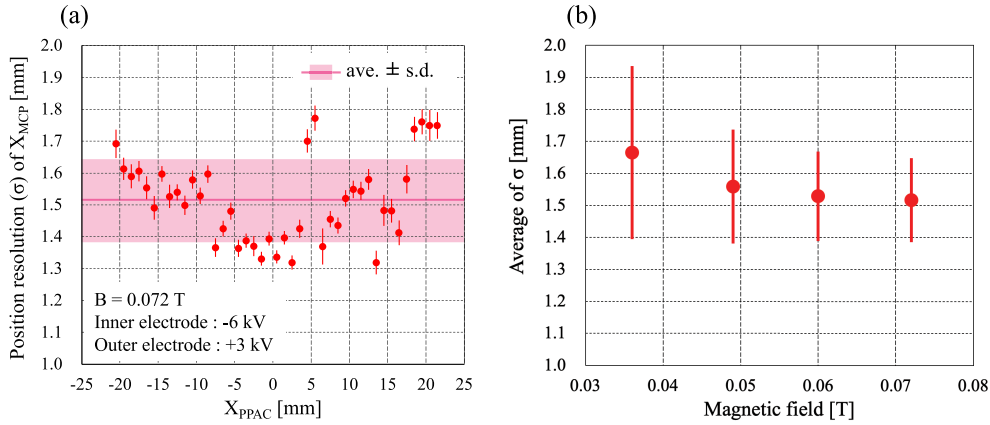 (a)
Position resolution (σ) of X_MCP [mm]
2.0
1.9
1.8
1.7
1.6
1.5
1.4
1.3
1.2
1.1
1.0
ave. ± s.d.
B = 0.072 T
Inner electrode : -6 kV
Outer electrode : +3 kV
-25 -20 -15 -10 -5 0 5 10 15 20 25
X_PPAC [mm]
(b)
Average of σ [mm]
2.0
1.9
1.8
1.7
1.6
1.5
1.4
1.3
1.2
1.1
1.0
0.03 0.04 0.05 0.06 0.07 0.08
Magnetic field [T]